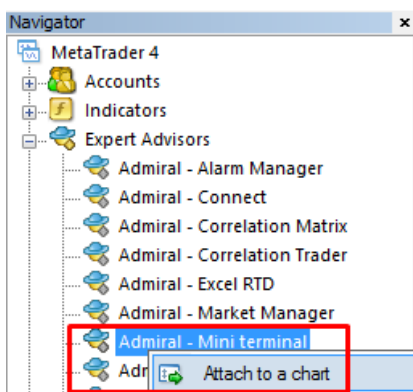 Navigator x
MetaTrader 4
Accounts
Indicators
Expert Advisors
Admiral - Alarm Manager
Admiral - Connect
Admiral - Correlation Matrix
Admiral - Correlation Trader
Admiral - Excel RTD
Admiral - Market Manager
Admiral - Mini terminal
Adr Attach to a chart